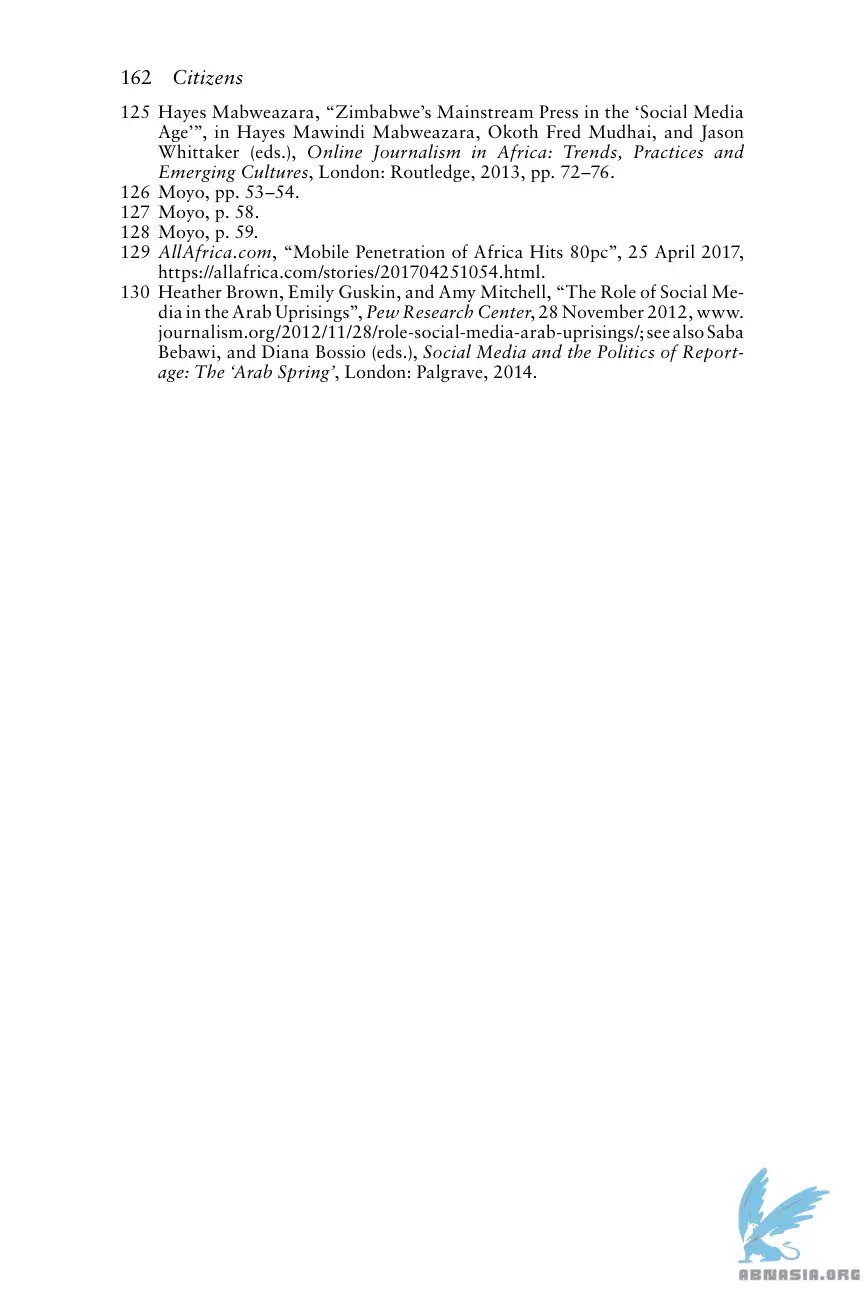 162 Citizens
125 Hayes Mabweazara, “Zimbabwe’s Mainstream Press in the ‘Social Media
Age’”, in Hayes Mawindi Mabweazara, Okoth Fred Mudhai, and Jason
Whittaker (eds.), Online Journalism in Africa: Trends, Practices and
Emerging Cultures, London: Routledge, 2013, pp. 72–76.
126 Moyo, pp. 53–54.
127 Moyo, p. 58.
128 Moyo, p. 59.
129 AllAfrica.com, “Mobile Penetration of Africa Hits 80pc”, 25 April 2017,
https://allafrica.com/stories/201704251054.html.
130 Heather Brown, Emily Guskin, and Amy Mitchell, “The Role of Social Me-
dia in the Arab Uprisings”, Pew Research Center, 28 November 2012, www.
journalism.org/2012/11/28/role-social-media-arab-uprisings/; see also Saba
Bebawi, and Diana Bossio (eds.), Social Media and the Politics of Report-
age: The ‘Arab Spring’, London: Palgrave, 2014.
ABNASIA.ORG